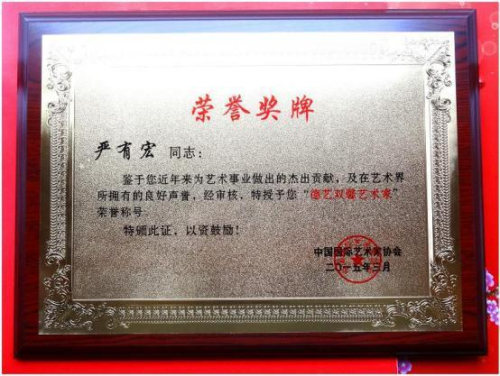 荣誉奖牌
严有宏 同志：
鉴于您近年来为艺术事业做出的杰出贡献，及在艺术界
所拥有的良好声誉，经审核，特授予您“德艺双馨艺术家”
荣誉称号
特颁此证，以资鼓励！
中国国际艺术家协会
二〇一五年三月